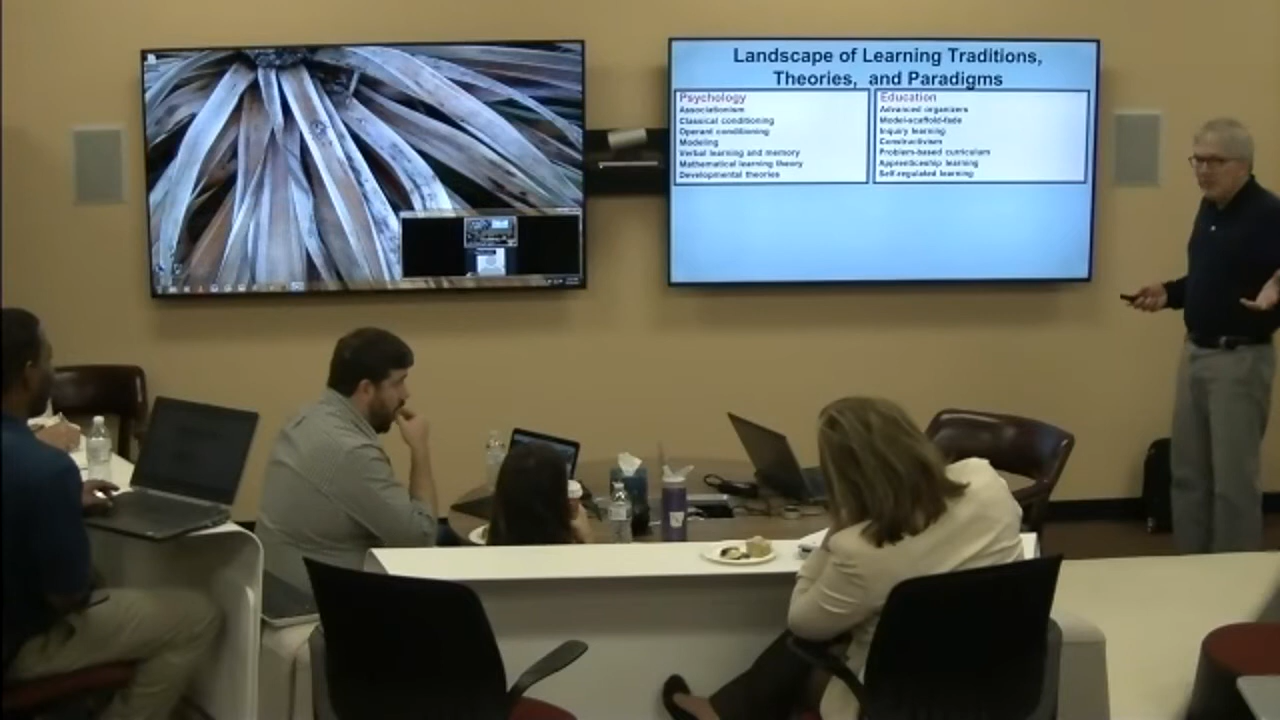 Landscape of Learning Traditions,
Theories, and Paradigms
Psychology
Associationism
Classical conditioning
Operant conditioning
Modeling
Verbal learning and memory
Mathematical learning theory
Developmental theories
Education
Advanced organizers
Model-scaffold-fade
Inquiry learning
Constructivism
Problem-based curriculum
Apprenticeship learning
Self-regulated learning